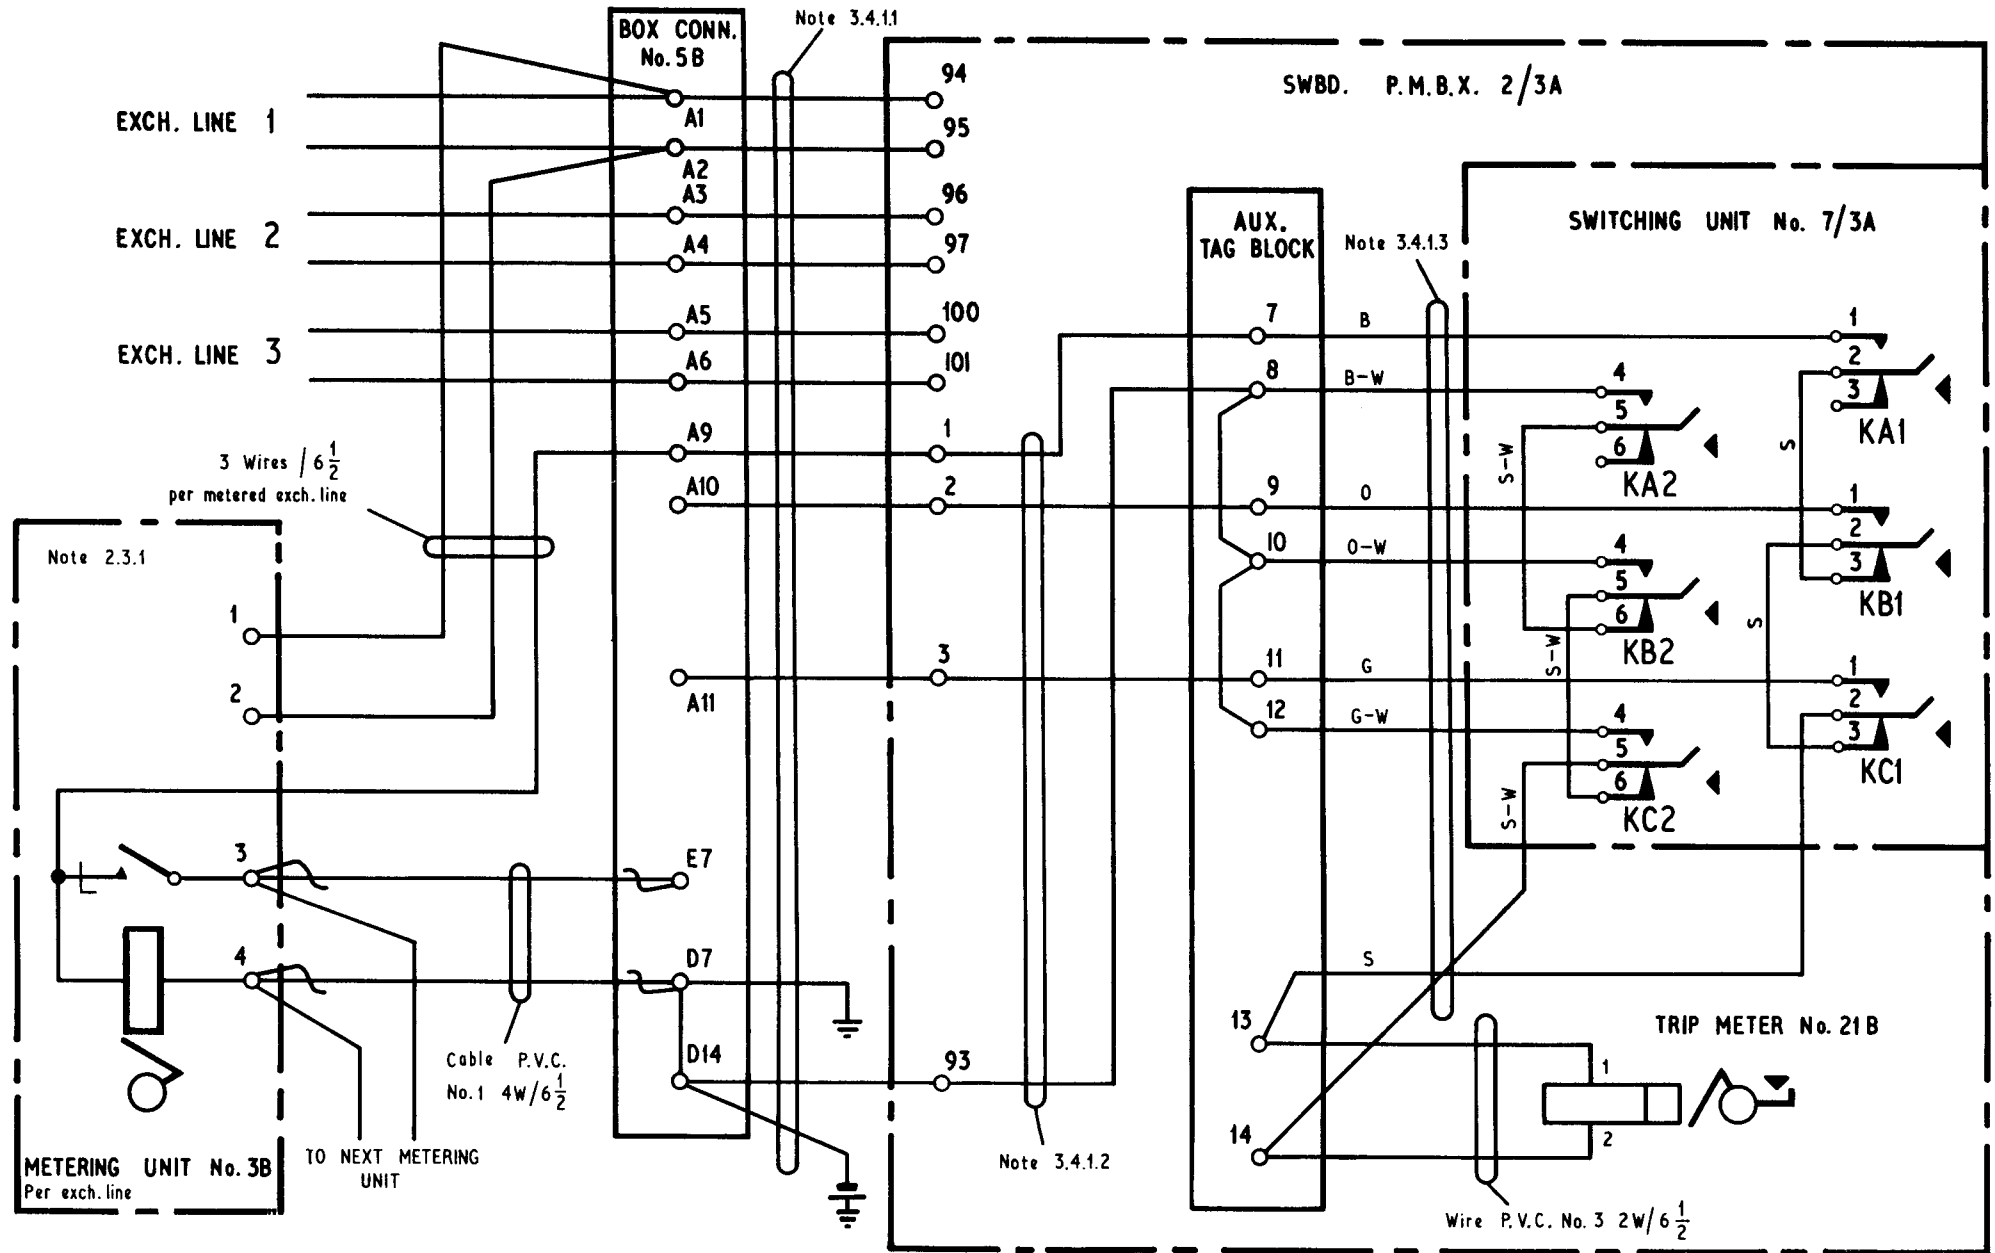 Note 3.4.1.1
BOX CONN.
No. 5B
SWBD. P.M.B.X. 2/3A
EXCH. LINE 1
A1
94
A2
95
EXCH. LINE 2
A3
96
A4
97
EXCH. LINE 3
A5
100
A6
101
A9
1
A10
2
A11
3
AUX.
TAG BLOCK
Note 3.4.1.3
SWITCHING UNIT No. 7/3A
7
B
8
B-W
9
O
10
O-W
11
G
12
G-W
1
2
3
KA1
4
5
6
KA2
S
S-W
1
2
3
KB1
4
5
6
KB2
S
S-W
1
2
3
KC1
4
5
6
KC2
S-W
3 Wires / 6 1/2
per metered exch. line
Note 2.3.1
1
2
3
4
E7
D7
D14
93
Cable P.V.C.
No. 1 4W/6 1/2
TO NEXT METERING
UNIT
METERING UNIT No. 3B
Per exch. line
Note 3.4.1.2
S
13
14
TRIP METER No. 21B
1
2
Wire P.V.C. No. 3 2W/6 1/2